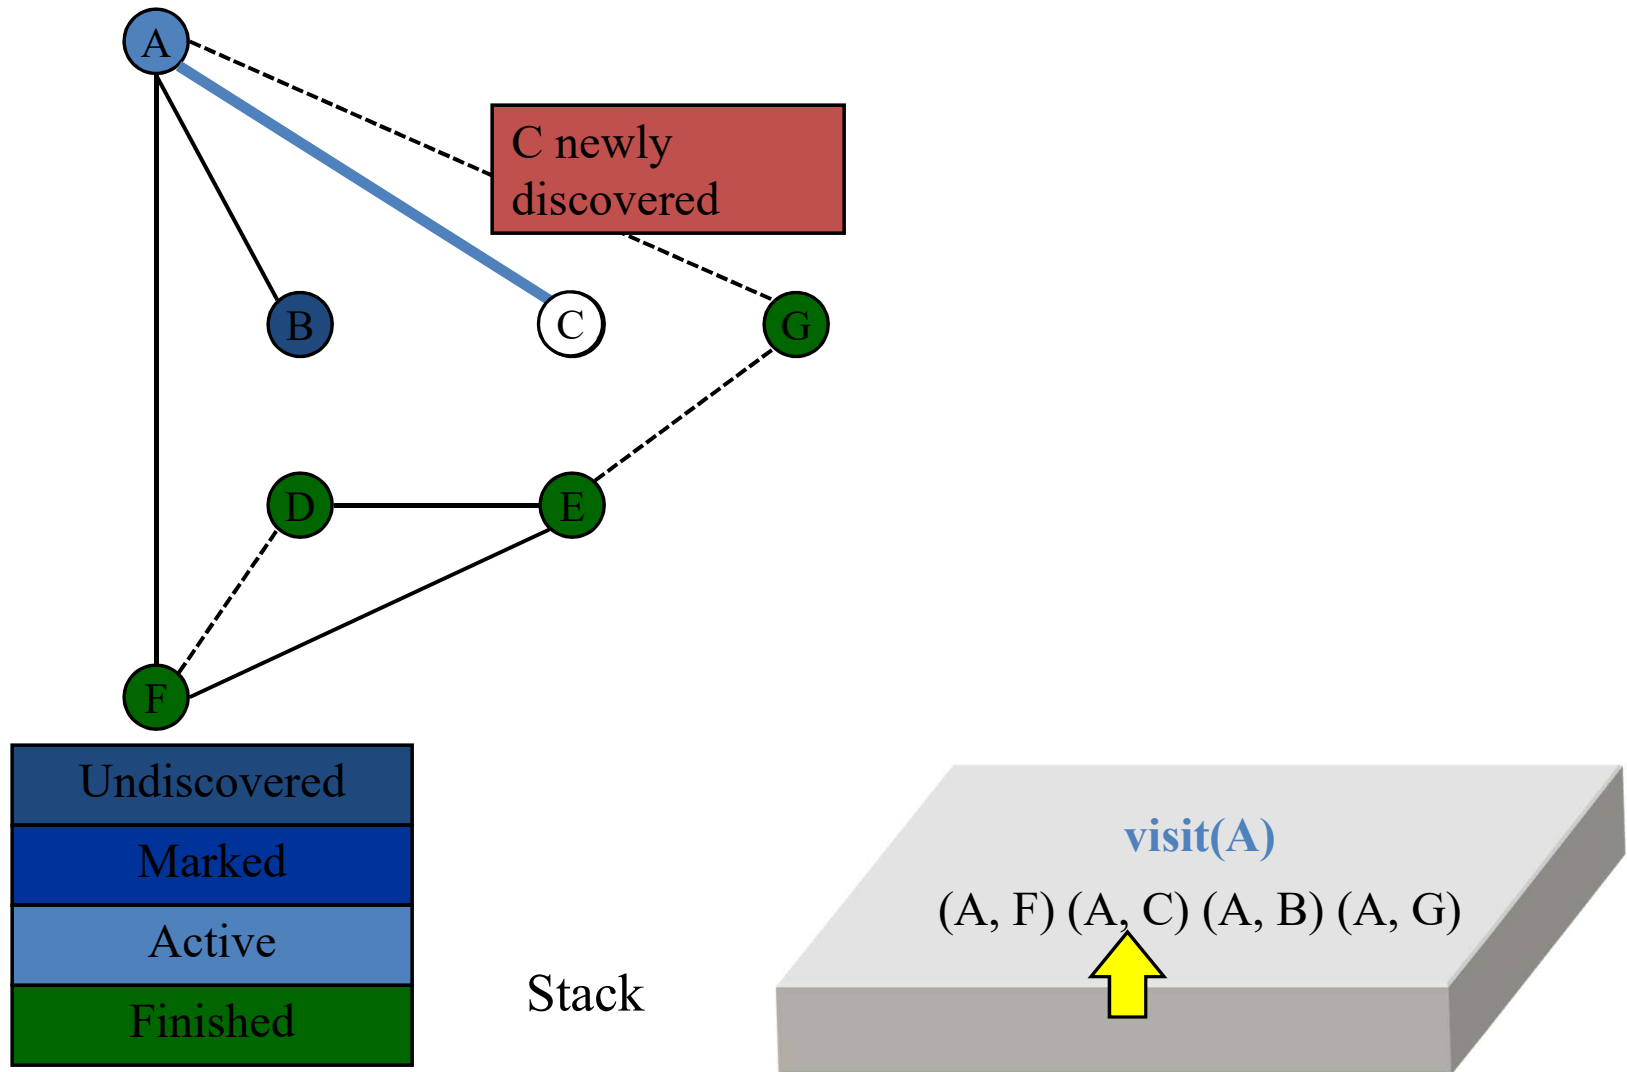 A
C newly
discovered
B
C
G
D
E
F
Undiscovered
Marked
Active
Finished
Stack
visit(A)
(A, F) (A, C) (A, B) (A, G)